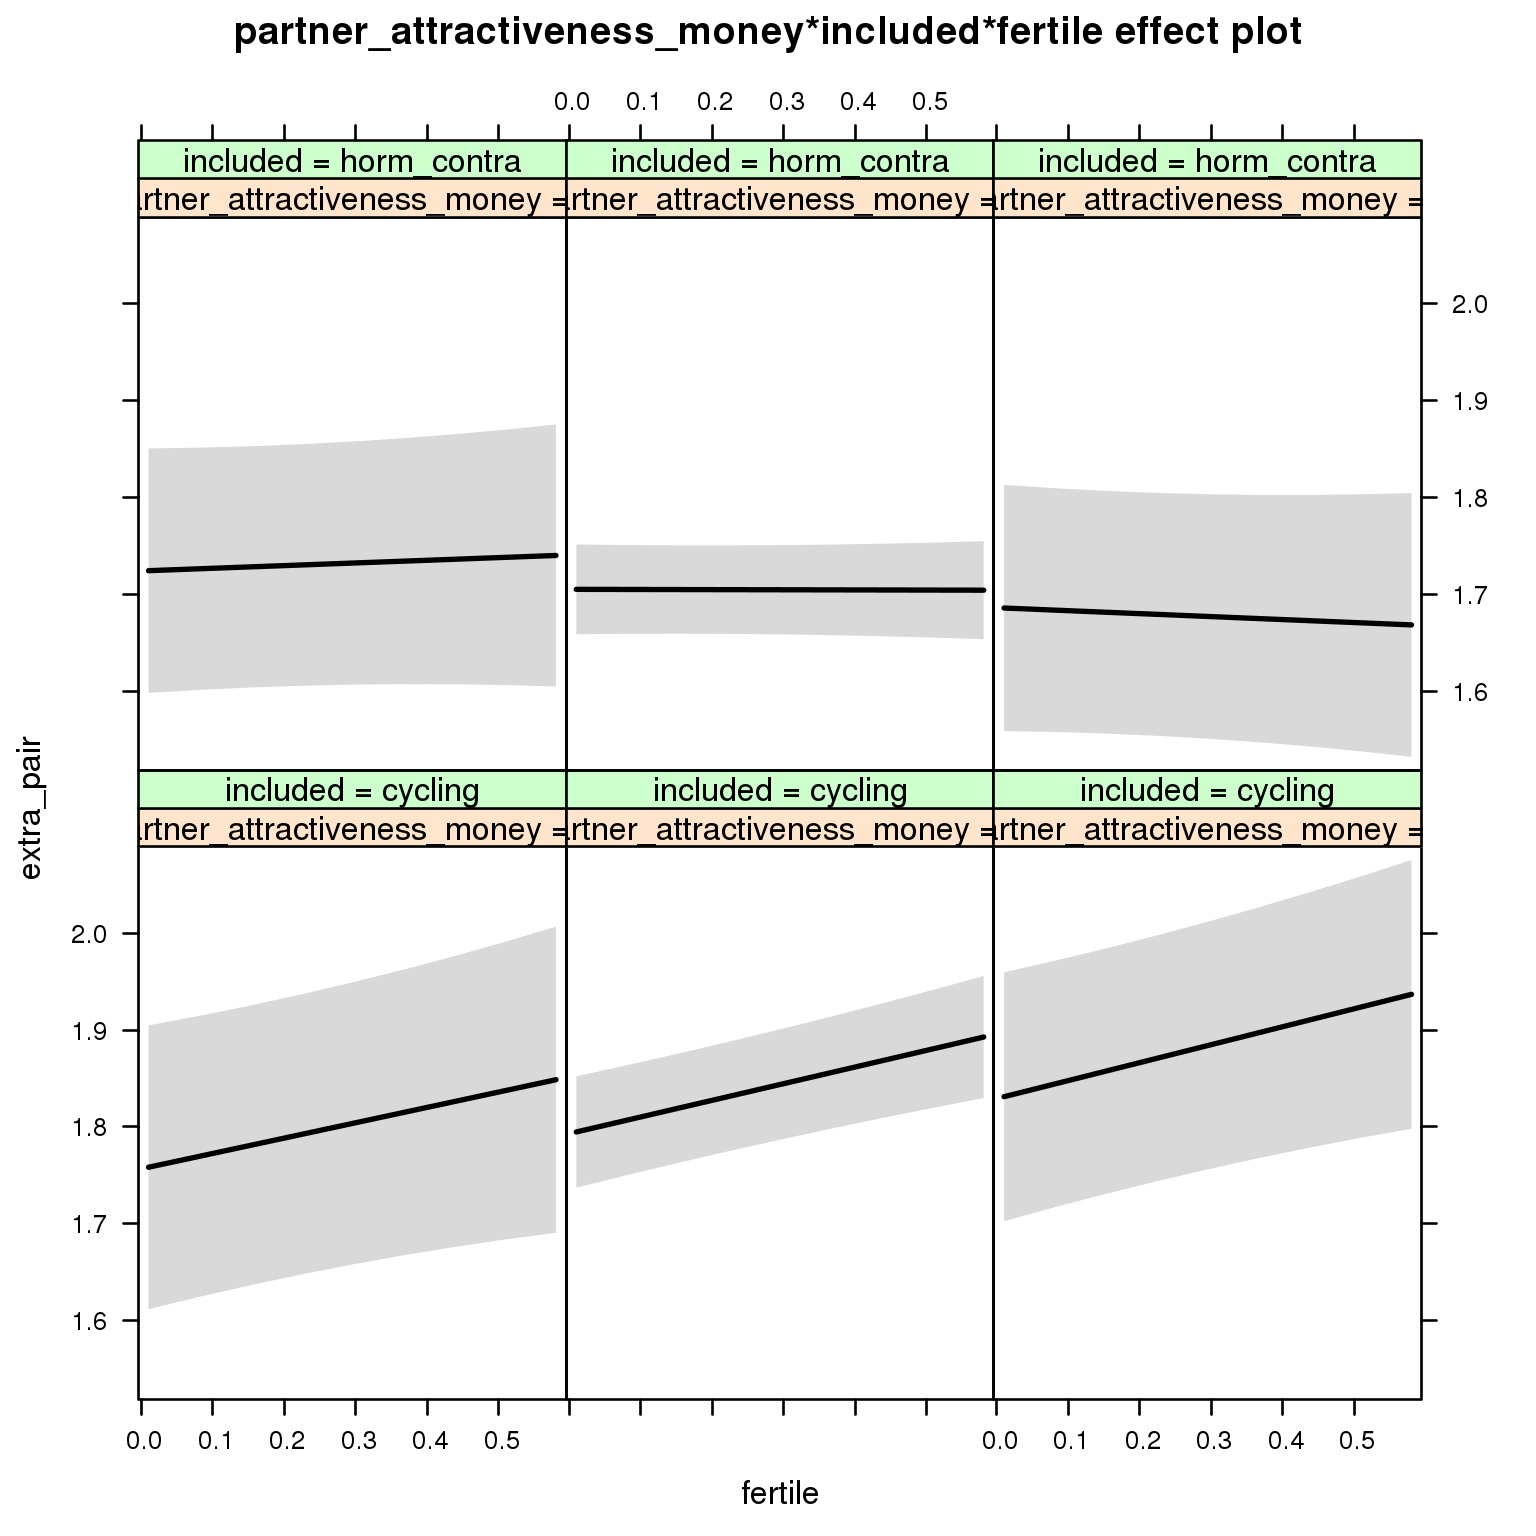 partner_attractiveness_money*included*fertile effect plot
0.0 0.1 0.2 0.3 0.4 0.5
included = horm_contra included = horm_contra included = horm_contra
rtner_attractiveness_money = rtner_attractiveness_money = rtner_attractiveness_money =
2.0
1.9
1.8
1.7
1.6
extra_pair
included = cycling included = cycling included = cycling
rtner_attractiveness_money = rtner_attractiveness_money = rtner_attractiveness_money =
2.0
1.9
1.8
1.7
1.6
0.0 0.1 0.2 0.3 0.4 0.5 0.0 0.1 0.2 0.3 0.4 0.5
fertile